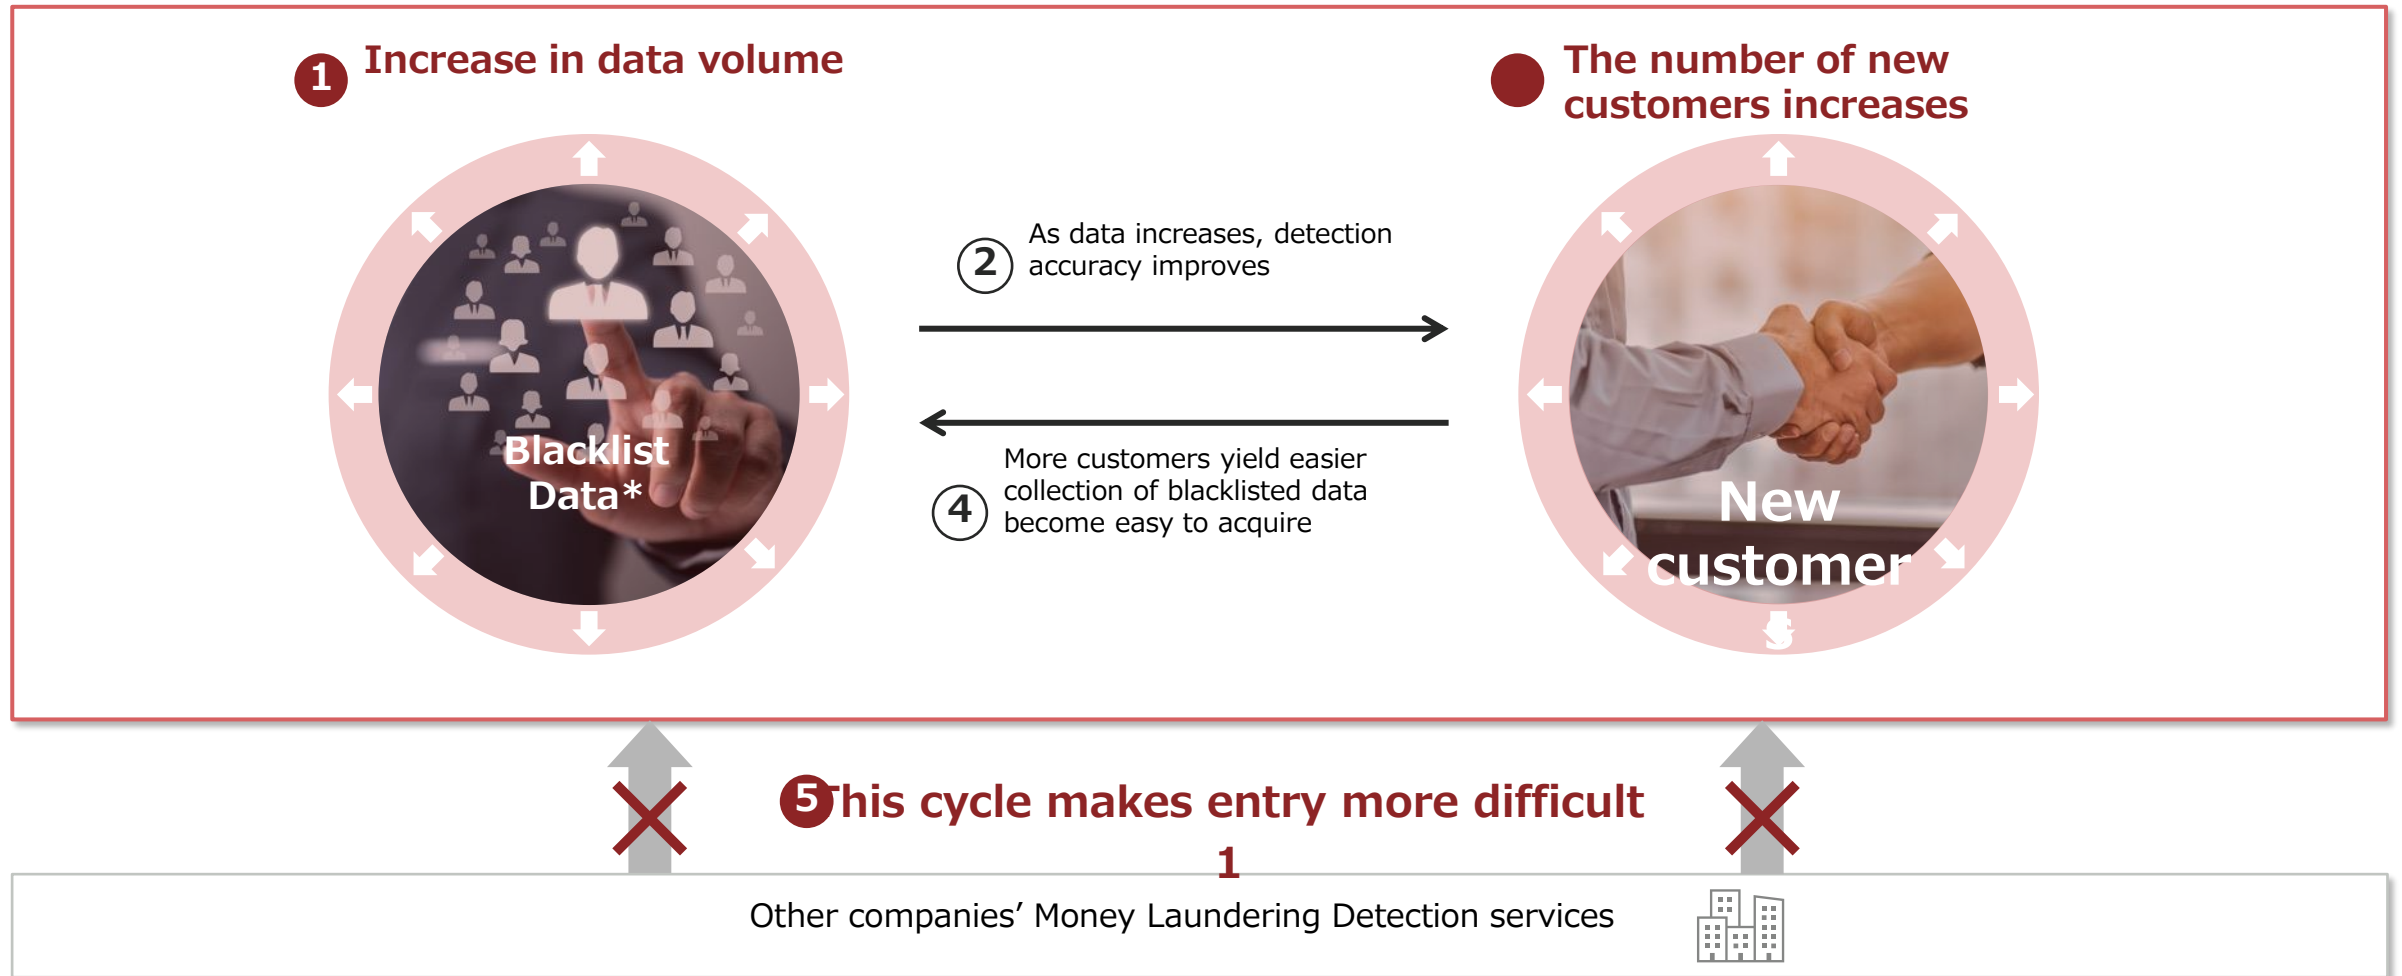 1
Increase in data volume
The number of new
customers increases
2
As data increases, detection
accuracy improves
Blacklist
Data*
4
More customers yield easier
collection of blacklisted data
become easy to acquire
New
customer
s
5
This cycle makes entry more difficult
1
Other companies’ Money Laundering Detection services